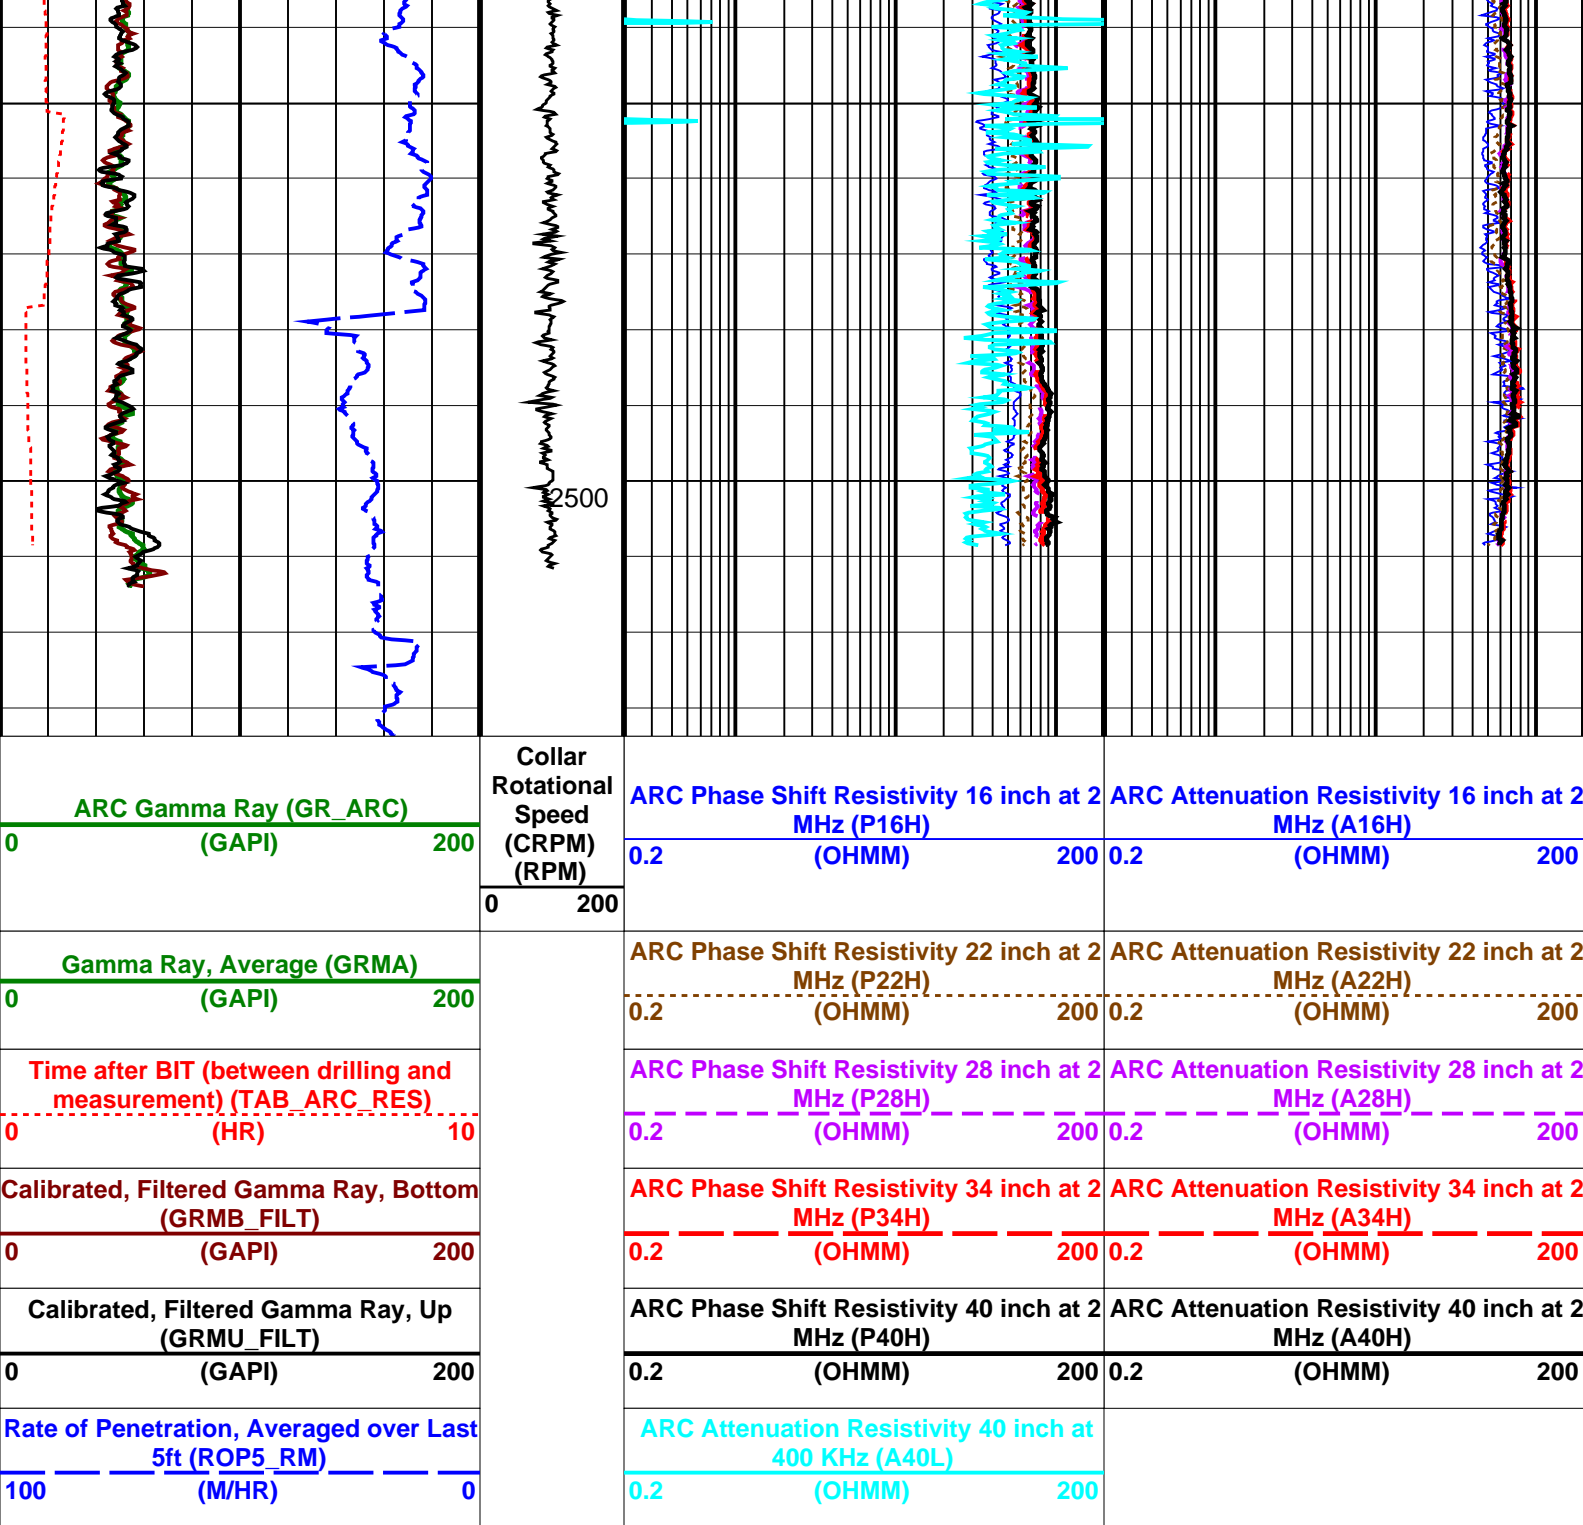 2500
Collar
Rotational
Speed
(CRPM)
(RPM)
0 200
ARC Gamma Ray (GR_ARC)
0 (GAPI) 200
ARC Phase Shift Resistivity 16 inch at 2
MHz (P16H)
0.2 (OHMM) 200
ARC Attenuation Resistivity 16 inch at 2
MHz (A16H)
0.2 (OHMM) 200
Gamma Ray, Average (GRMA)
0 (GAPI) 200
ARC Phase Shift Resistivity 22 inch at 2
MHz (P22H)
0.2 (OHMM) 200
ARC Attenuation Resistivity 22 inch at 2
MHz (A22H)
0.2 (OHMM) 200
Time after BIT (between drilling and
measurement) (TAB_ARC_RES)
0 (HR) 10
ARC Phase Shift Resistivity 28 inch at 2
MHz (P28H)
0.2 (OHMM) 200
ARC Attenuation Resistivity 28 inch at 2
MHz (A28H)
0.2 (OHMM) 200
Calibrated, Filtered Gamma Ray, Bottom
(GRMB_FILT)
0 (GAPI) 200
ARC Phase Shift Resistivity 34 inch at 2
MHz (P34H)
0.2 (OHMM) 200
ARC Attenuation Resistivity 34 inch at 2
MHz (A34H)
0.2 (OHMM) 200
Calibrated, Filtered Gamma Ray, Up
(GRMU_FILT)
0 (GAPI) 200
ARC Phase Shift Resistivity 40 inch at 2
MHz (P40H)
0.2 (OHMM) 200
ARC Attenuation Resistivity 40 inch at 2
MHz (A40H)
0.2 (OHMM) 200
Rate of Penetration, Averaged over Last
5ft (ROP5_RM)
100 (M/HR) 0
ARC Attenuation Resistivity 40 inch at
400 KHz (A40L)
0.2 (OHMM) 200